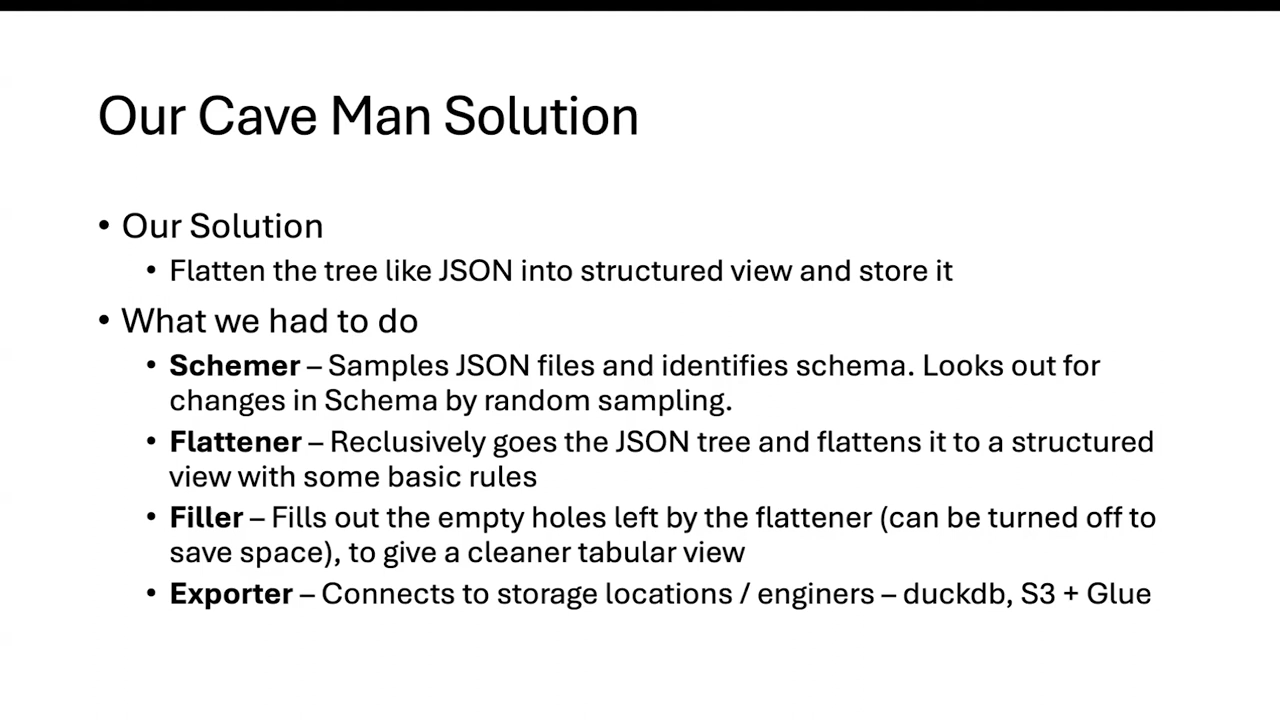 Our Cave Man Solution
• Our Solution
• Flatten the tree like JSON into structured view and store it
• What we had to do
• Schemer – Samples JSON files and identifies schema. Looks out for
changes in Schema by random sampling.
• Flattener – Reclusively goes the JSON tree and flattens it to a structured
view with some basic rules
• Filler – Fills out the empty holes left by the flattener (can be turned off to
save space), to give a cleaner tabular view
• Exporter – Connects to storage locations / enginers – duckdb, S3 + Glue